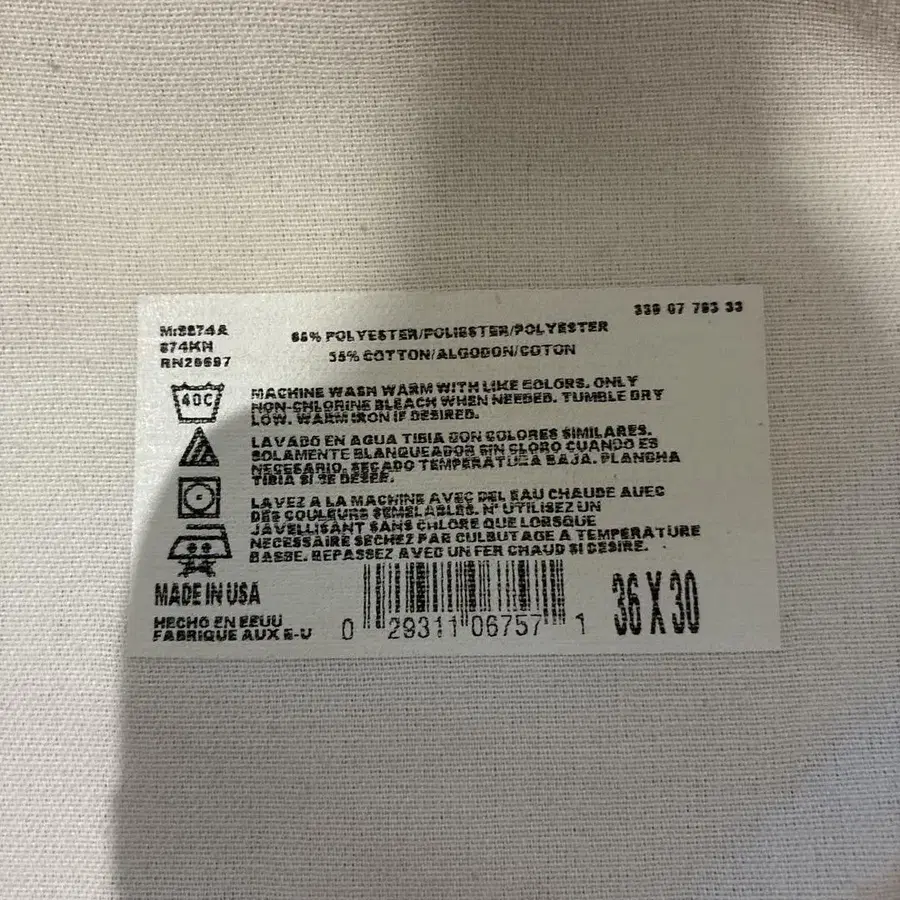 339 07 793 33
874KH
65% POLYESTER/POLIESTER/POLYESTER
35% COTTON/ALGODON/COTON
40C
MACHINE WASH WARM WITH LIKE COLORS. ONLY
NON-CHLORINE BLEACH WHEN NEEDED. TUMBLE DRY
LOW. WARM IRON IF DESIRED.
LAVADO EN AGUA TIBIA CON COLORES SIMILARES.
SOLAMENTE BLANQUEADOR SIN CLORO CUANDO ES
NECESARIO. SECADO TEMPERATURA BAJA. PLANCHA
TIBIA SI SE DESEE.
LAVEZ A LA MACHINE AVEC DEL EAU CHAUDE AVEC
DES COULEURS SEMELABLES. N' UTILISEZ UN
JAVELLISANT SANS CHLORE QUE LORSQUE
NECESSAIRE SECHEZ PAR CULBUTAGE A TEMPERATURE
BASSE. REPASSEZ AVEC UN FER CHAUD SI DESIRE.
MADE IN USA
HECHO EN EEUU
FABRIQUE AUX E-U
0 29311 06757 1
36 X 30